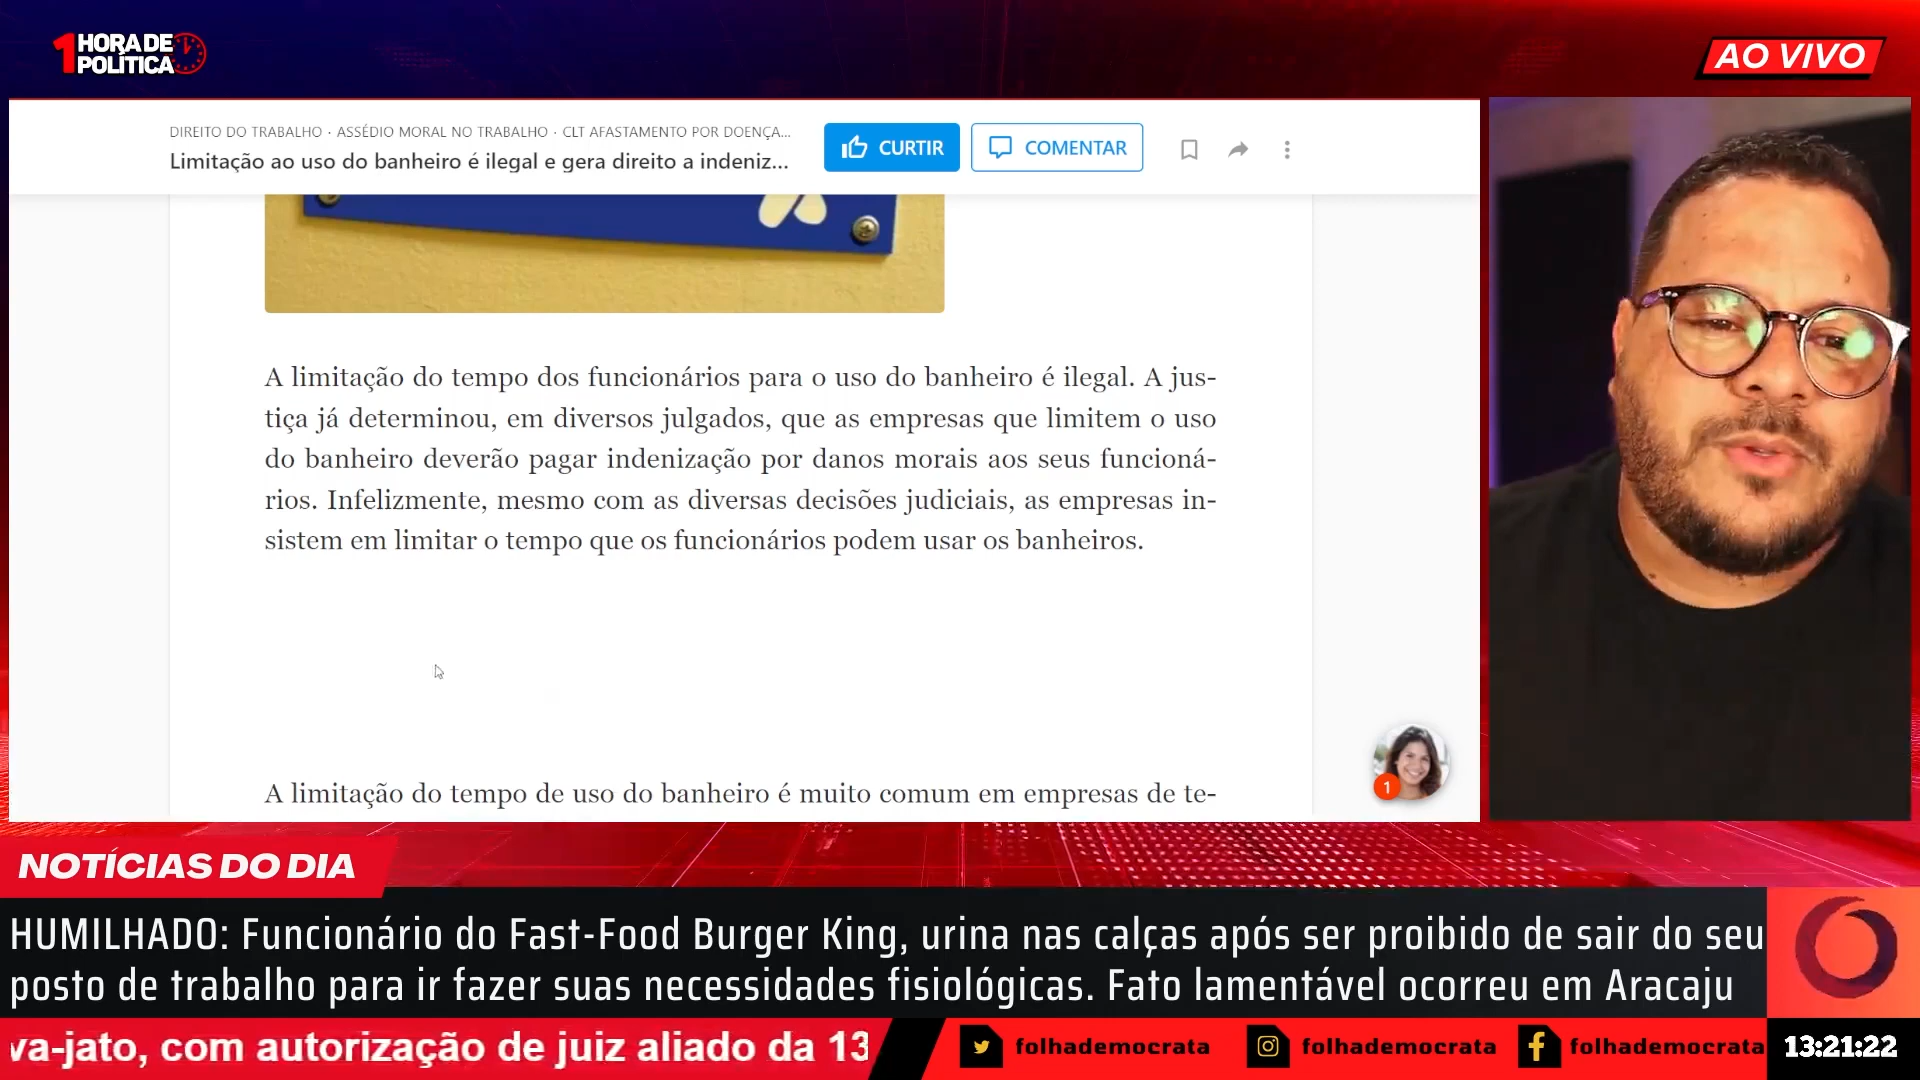 1 HORA DE
POLÍTICA
AO VIVO
DIREITO DO TRABALHO · ASSÉDIO MORAL NO TRABALHO · CLT AFASTAMENTO POR DOENÇA...
Limitação ao uso do banheiro é ilegal e gera direito a indeniz...
CURTIR
COMENTAR
A limitação do tempo dos funcionários para o uso do banheiro é ilegal. A jus-
tiça já determinou, em diversos julgados, que as empresas que limitem o uso
do banheiro deverão pagar indenização por danos morais aos seus funcioná-
rios. Infelizmente, mesmo com as diversas decisões judiciais, as empresas in-
sistem em limitar o tempo que os funcionários podem usar os banheiros.
A limitação do tempo de uso do banheiro é muito comum em empresas de te-
1
NOTÍCIAS DO DIA
HUMILHADO: Funcionário do Fast-Food Burger King, urina nas calças após ser proibido de sair do seu
posto de trabalho para ir fazer suas necessidades fisiológicas. Fato lamentável ocorreu em Aracaju
va-jato, com autorização de juiz aliado da 13
folhademocrata
folhademocrata
folhademocrata
13:21:22